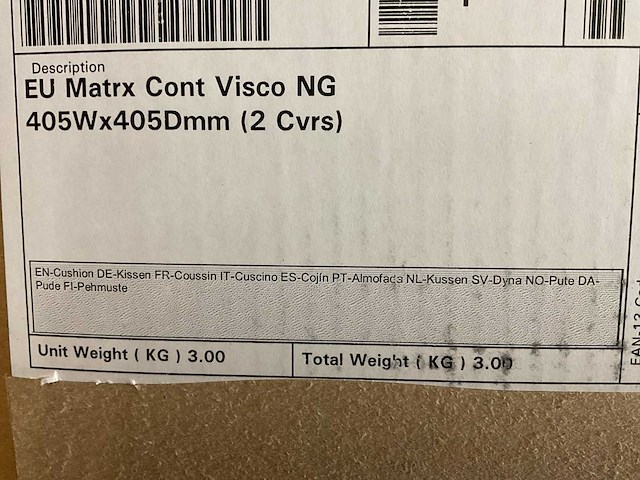 Description
EU Matrx Cont Visco NG
405Wx405Dmm (2 Cvrs)
EN-Cushion DE-Kissen FR-Coussin IT-Cuscino ES-Cojín PT-Almofada NL-Kussen SV-Dyna NO-Pute DA-
Pude FI-Pehmuste
Unit Weight ( KG ) 3.00
Total Weight ( KG ) 3.00
EAN-13